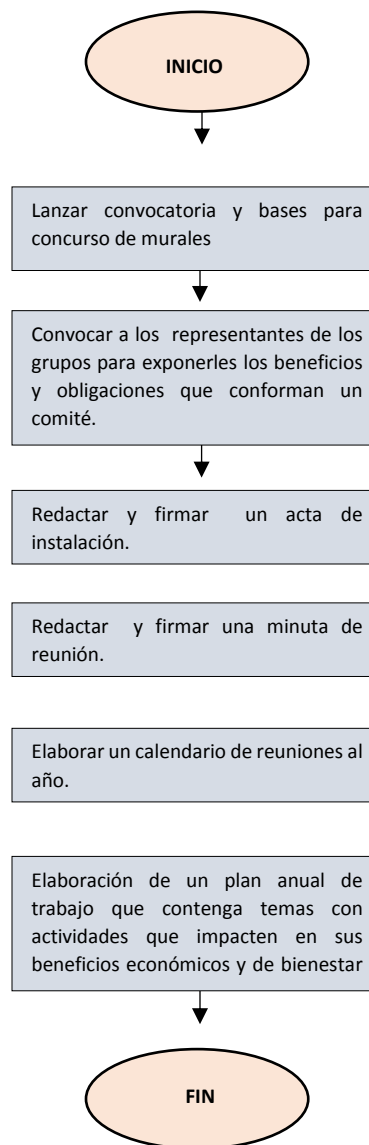 INICIO
Lanzar convocatoria y bases para
concurso de murales
Convocar a los representantes de los
grupos para exponerles los beneficios
y obligaciones que conforman un
comité.
Redactar y firmar un acta de
instalación.
Redactar y firmar una minuta de
reunión.
Elaborar un calendario de reuniones al
año.
Elaboración de un plan anual de
trabajo que contenga temas con
actividades que impacten en sus
beneficios económicos y de bienestar
FIN